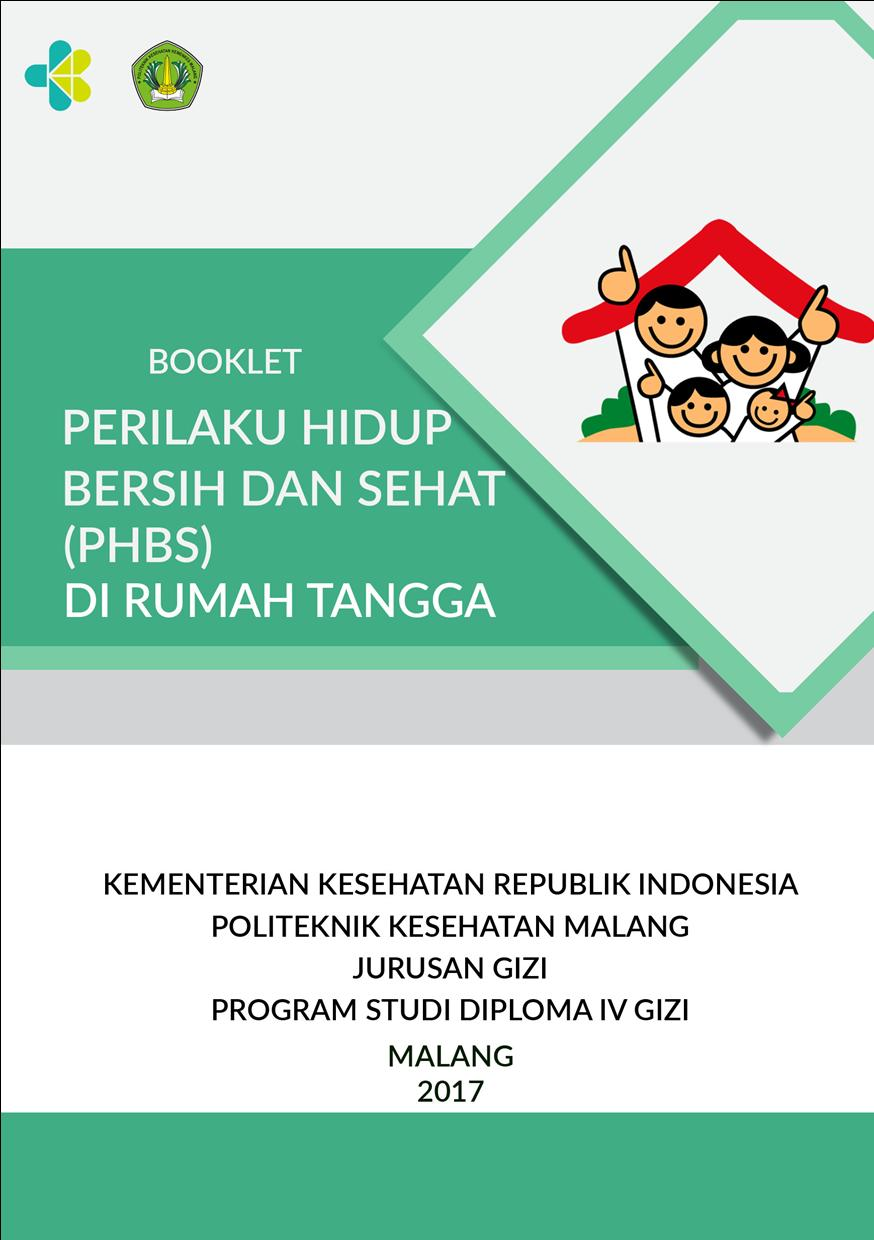 BOOKLET
PERILAKU HIDUP
BERSIH DAN SEHAT
(PHBS)
DI RUMAH TANGGA
KEMENTERIAN KESEHATAN REPUBLIK INDONESIA
POLITEKNIK KESEHATAN MALANG
JURUSAN GIZI
PROGRAM STUDI DIPLOMA IV GIZI
MALANG
2017